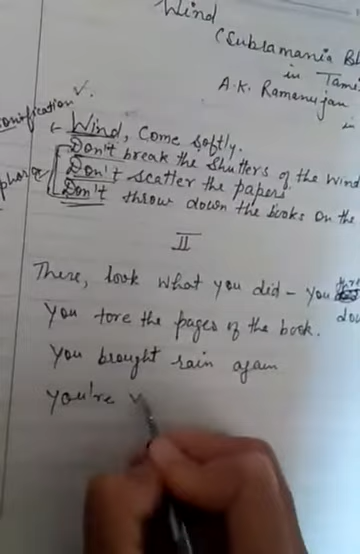 Wind
(Subramania
in Tamil
A.K. Ramanujan
in
Wind, Come softly.
Don't break the shutters of the wind
Don't scatter the papers
Don't throw down the books on the
II
There, look what you did - you
You tore the pages of the book.
You brought rain again
You're